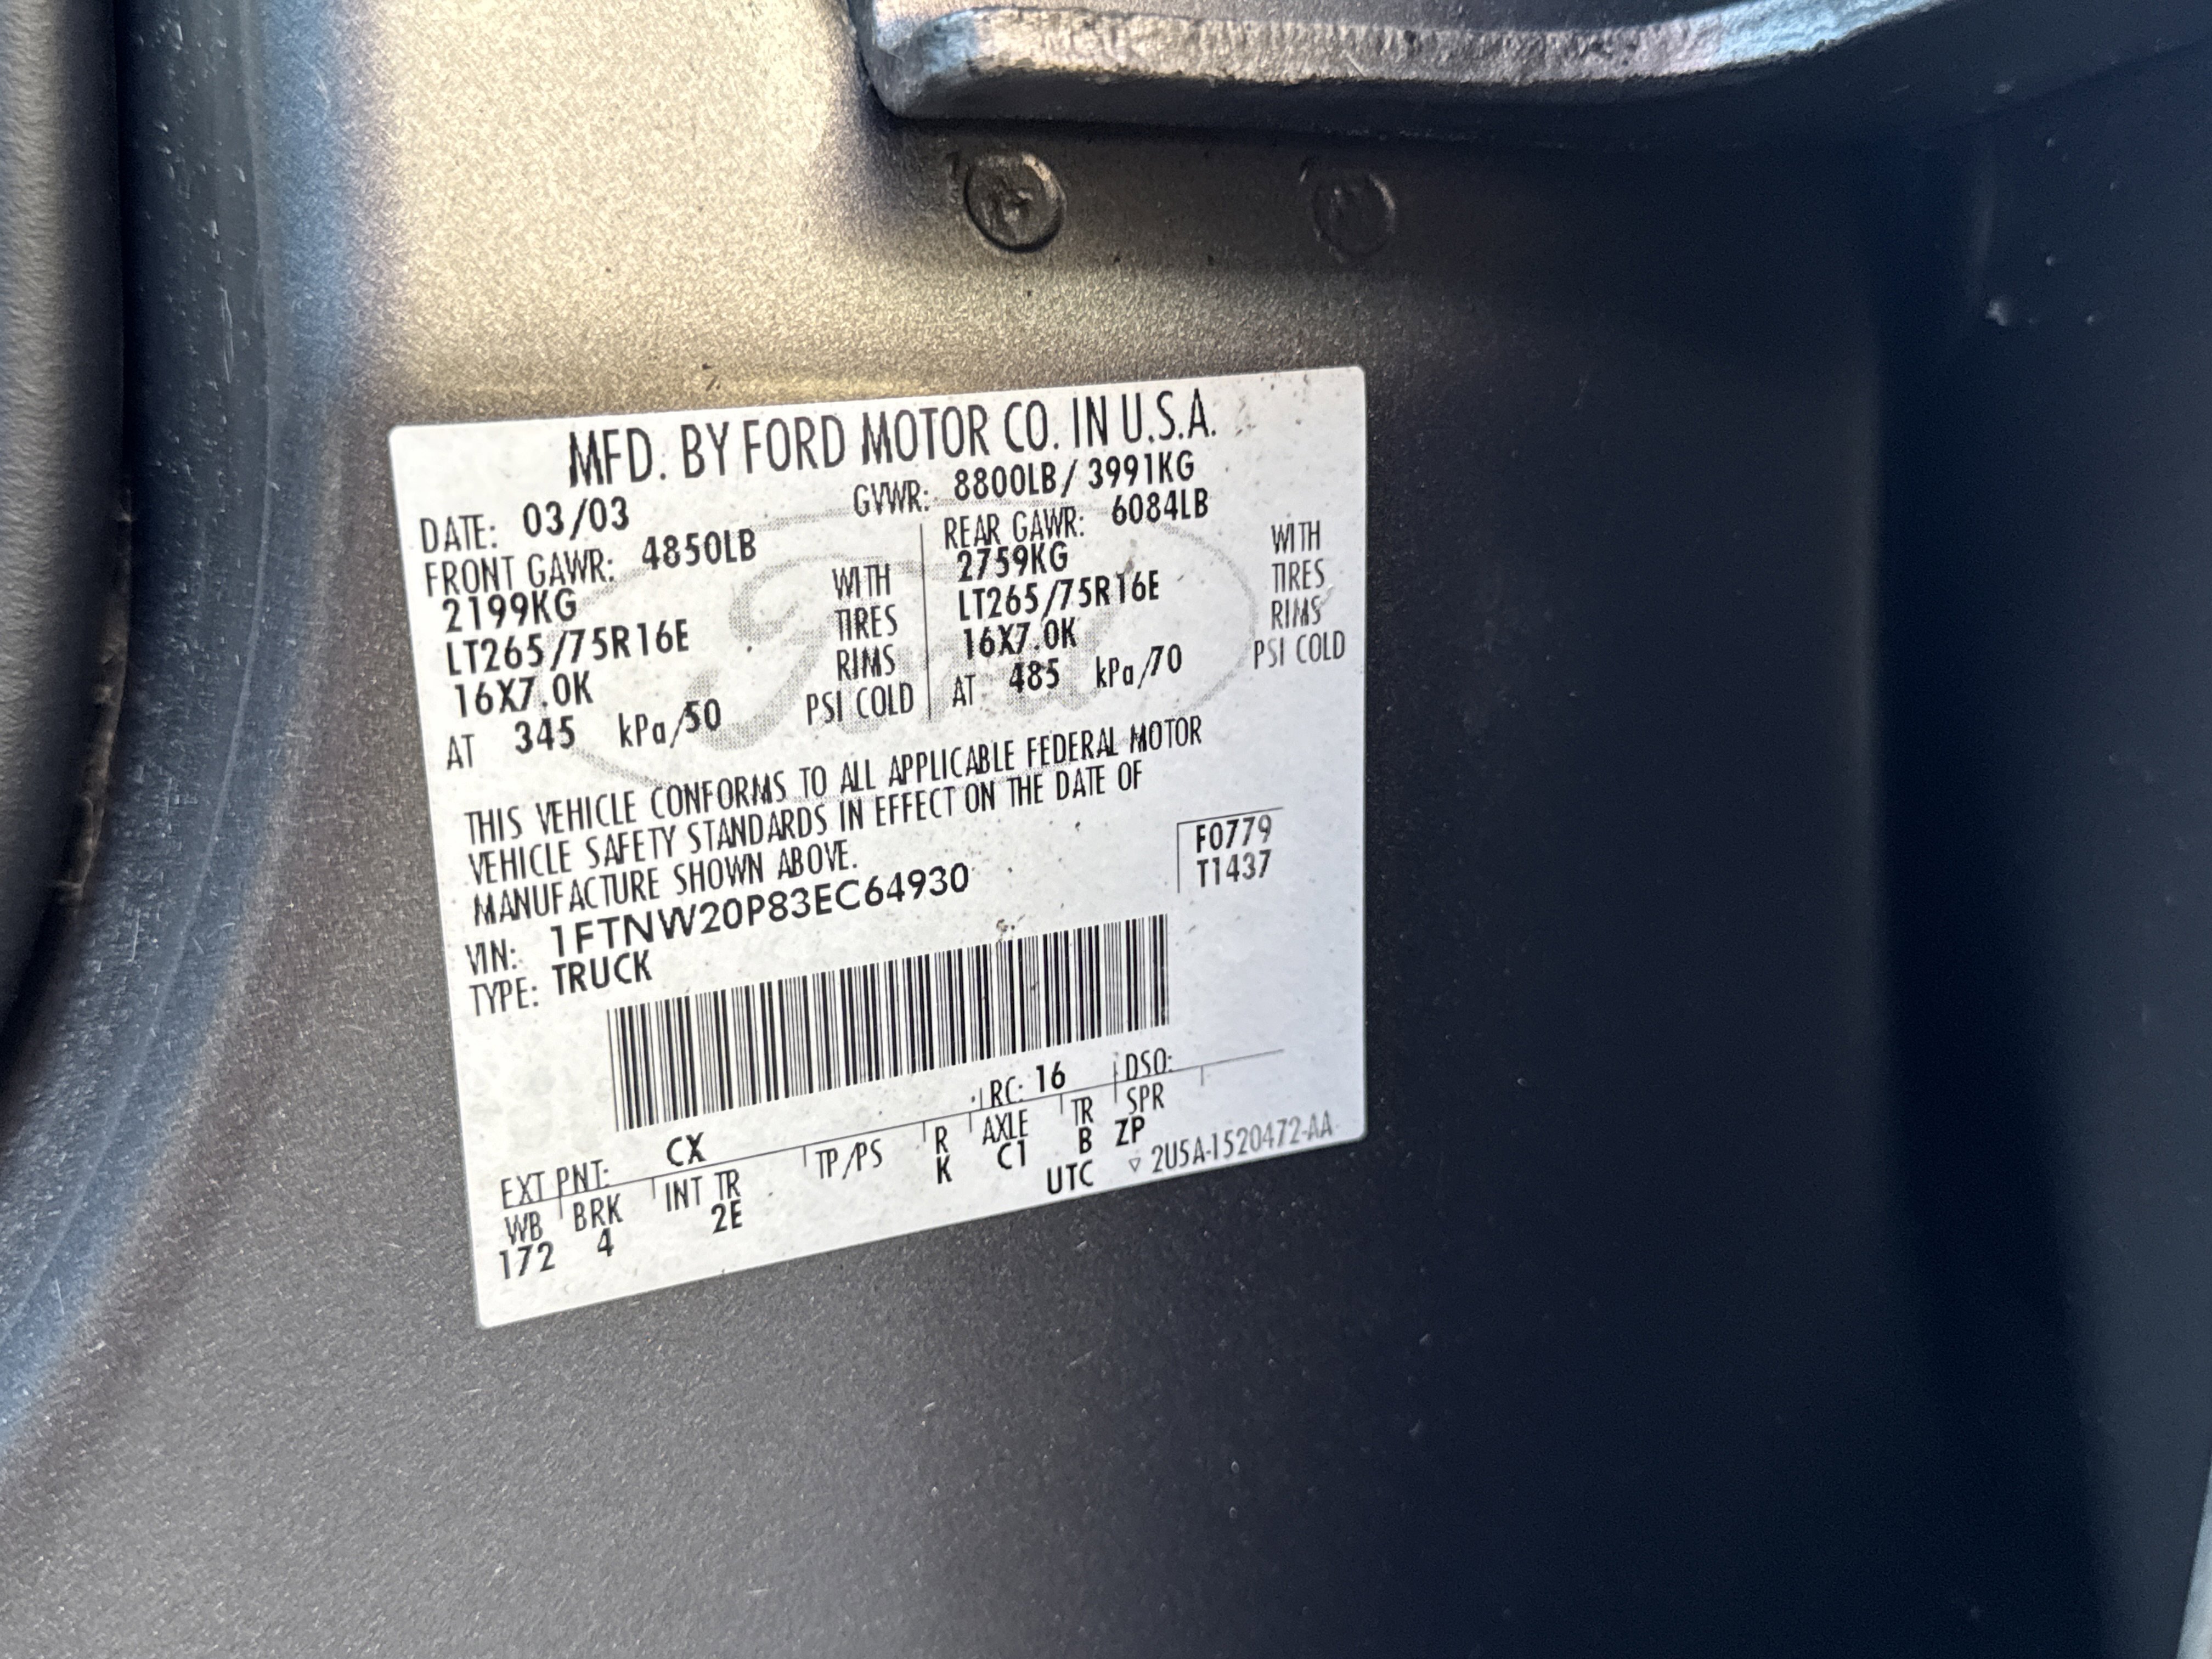 MFD. BY FORD MOTOR CO. IN U.S.A.
DATE: 03/03 GVWR: 8800LB/ 3991KG
FRONT GAWR: 4850LB
2199KG WITH
LT265/75R16E TIRES
16X7.0K RIMS
AT 345 kPa/50 PSI COLD
REAR GAWR: 6084LB
2759KG WITH
LT265/75R16E TIRES
16X7.0K RIMS
AT 485 kPa/70 PSI COLD
THIS VEHICLE CONFORMS TO ALL APPLICABLE FEDERAL MOTOR
VEHICLE SAFETY STANDARDS IN EFFECT ON THE DATE OF
MANUFACTURE SHOWN ABOVE.
VIN: 1FTNW20P83EC64930
TYPE: TRUCK
F0779
T1437
EXT PNT: CX RC: 16 DSO:
WB BRK INT TR TP/PS R AXLE TR SPR
172 4 2E K C1 B ZP
UTC ▽ 2U5A-1520472-AA
Ford